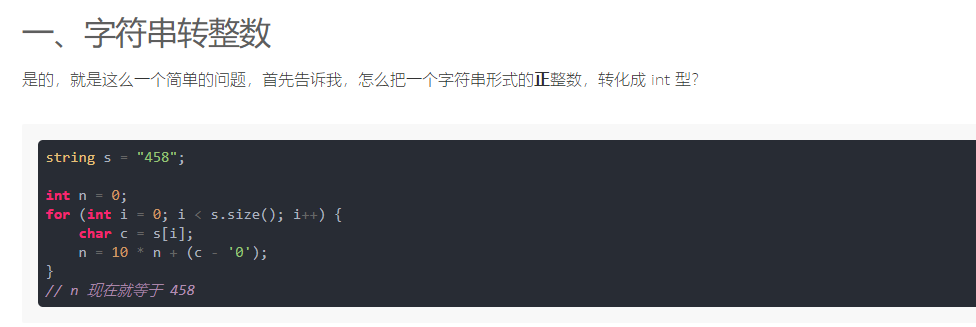 一、字符串转整数
是的，就是这么一个简单的问题，首先告诉我，怎么把一个字符串形式的正整数，转化成 int 型？
string s = "458";
int n = 0;
for (int i = 0; i < s.size(); i++) {
    char c = s[i];
    n = 10 * n + (c - '0');
}
// n 现在就等于 458